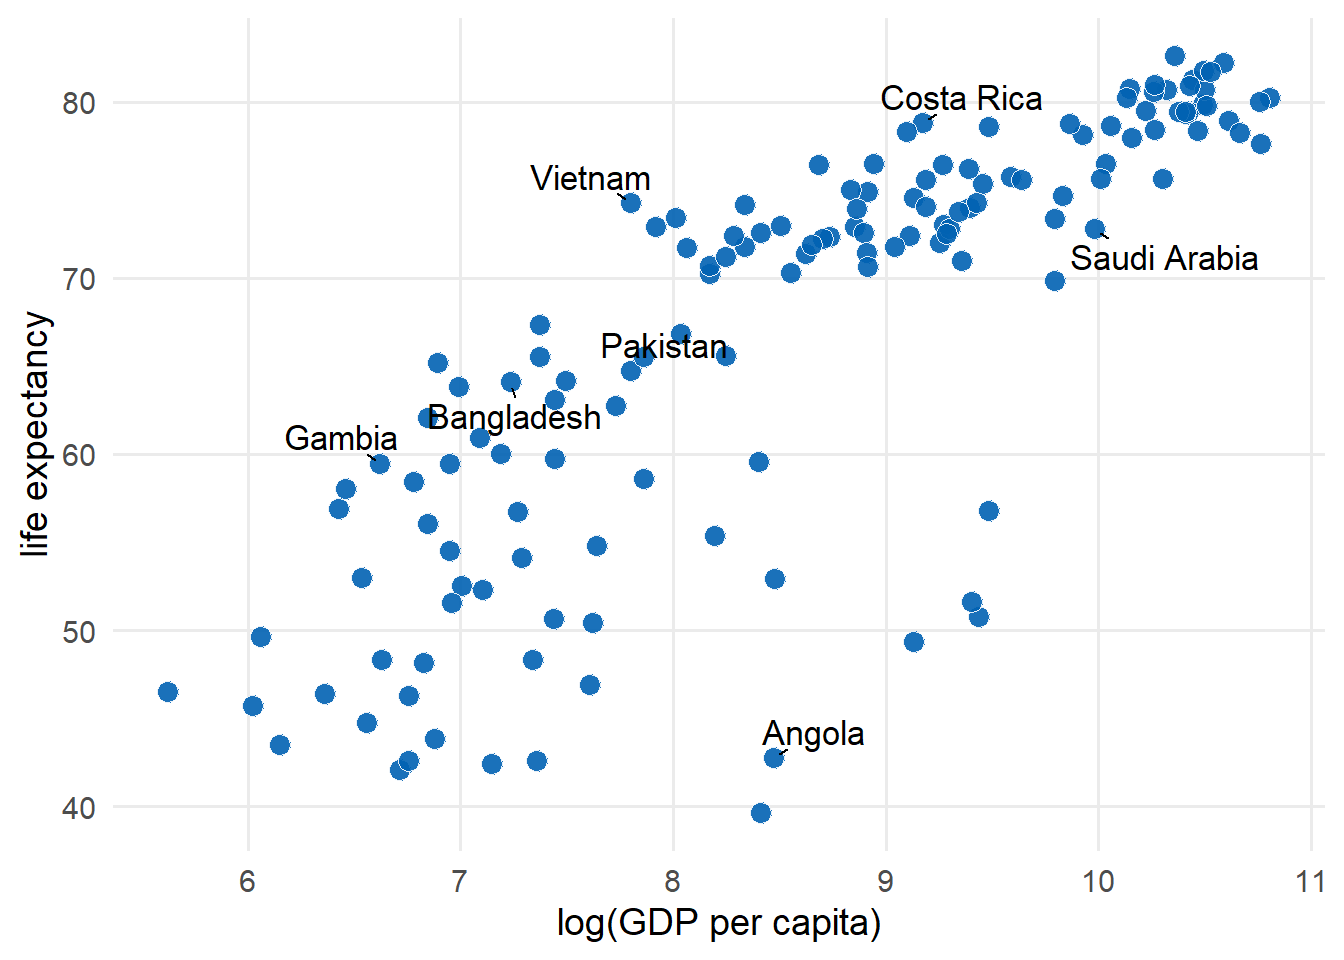 Costa Rica
Vietnam
Saudi Arabia
Pakistan
Bangladesh
Gambia
Angola
80
70
60
50
40
life expectancy
6
7
8
9
10
11
log(GDP per capita)